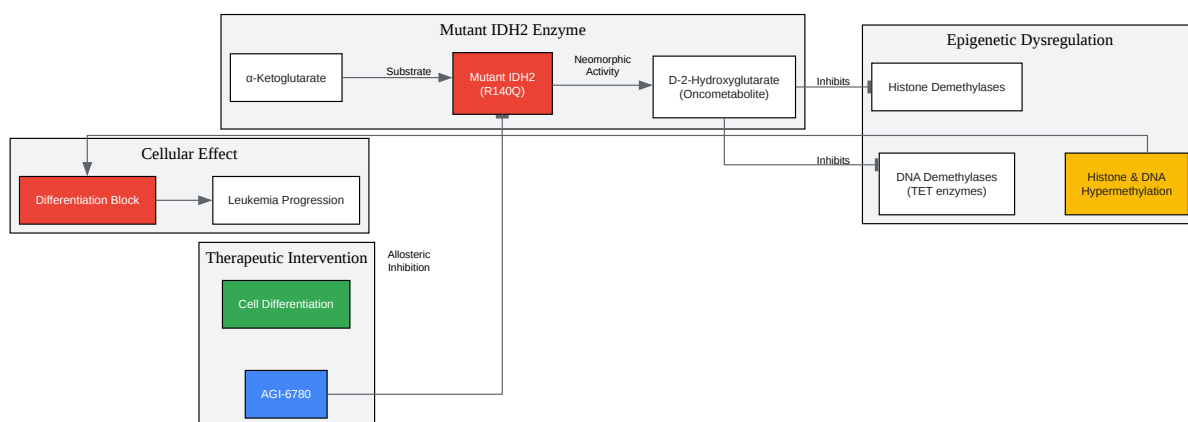 Mutant IDH2 Enzyme
α-Ketoglutarate
Substrate
Mutant IDH2
(R140Q)
Neomorphic
Activity
D-2-Hydroxyglutarate
(Oncometabolite)
Inhibits
Inhibits
Epigenetic Dysregulation
Histone Demethylases
DNA Demethylases
(TET enzymes)
Histone & DNA
Hypermethylation
Cellular Effect
Differentiation Block
Leukemia Progression
Therapeutic Intervention
Cell Differentiation
AGI-6780
Allosteric
Inhibition